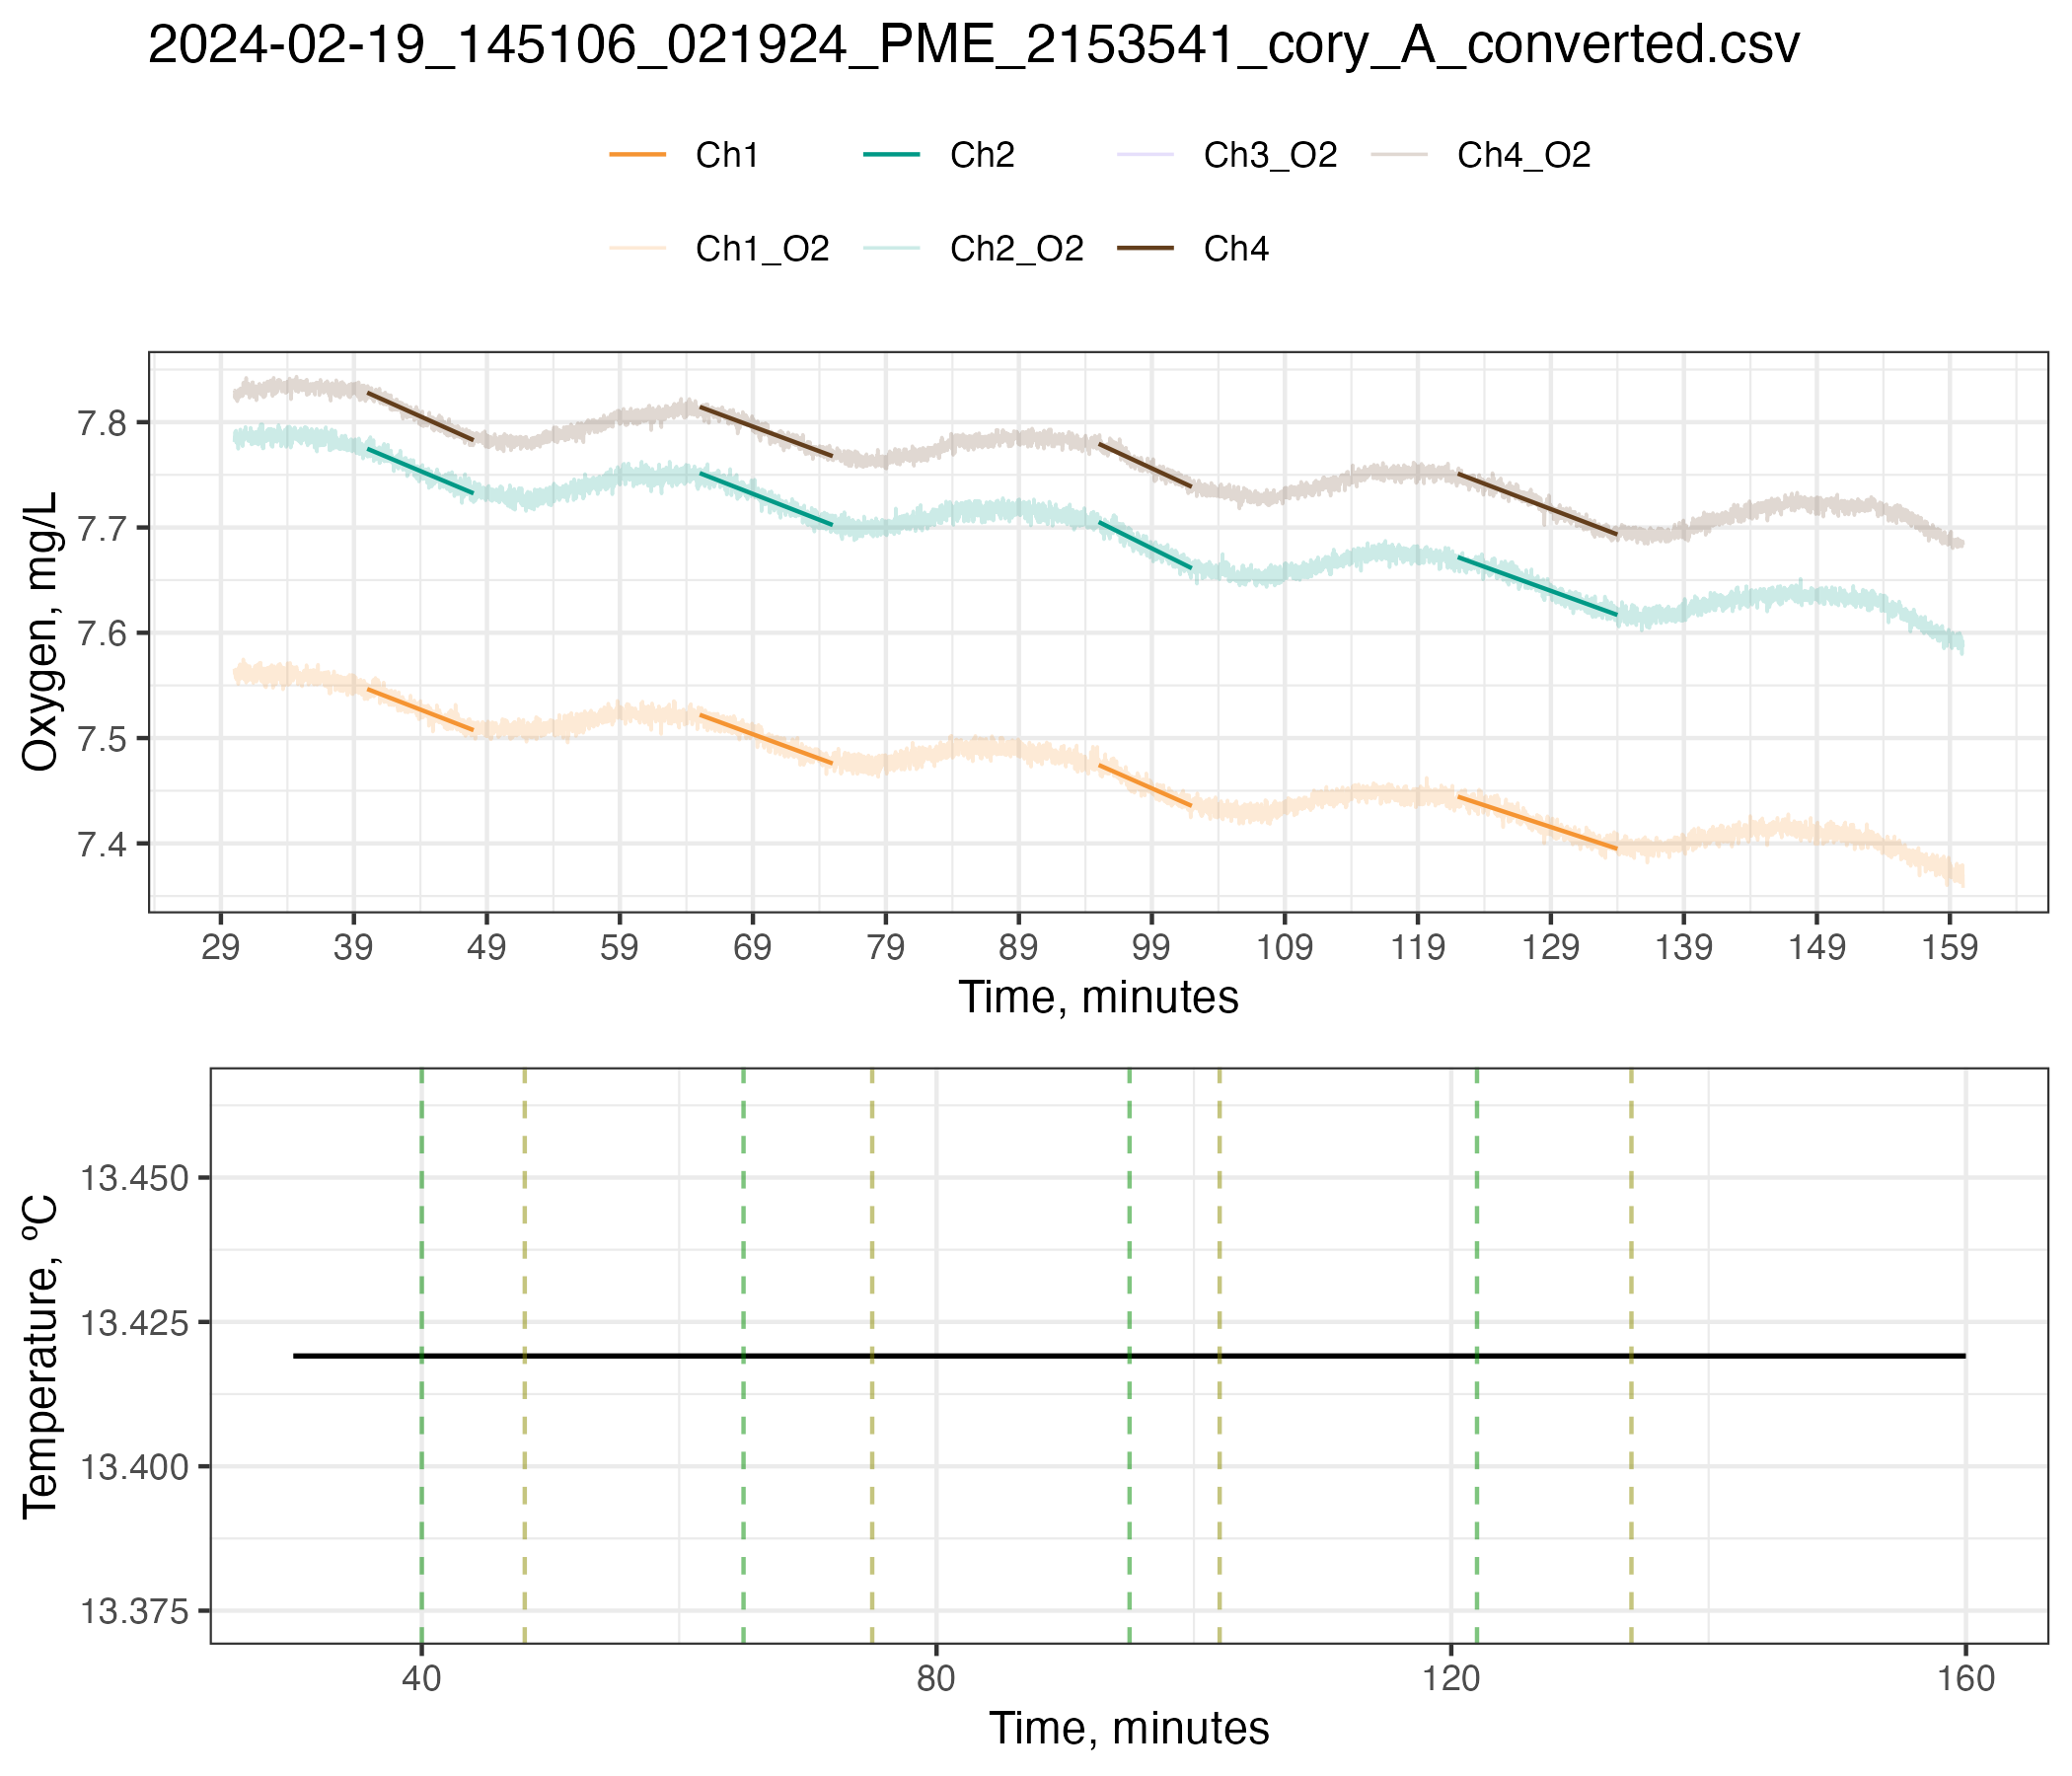 2024-02-19_145106_021924_PME_2153541_cory_A_converted.csv
Ch1 Ch2 Ch3_O2 Ch4_O2
Ch1_O2 Ch2_O2 Ch4
Oxygen, mg/L
7.8
7.7
7.6
7.5
7.4
29 39 49 59 69 79 89 99 109 119 129 139 149 159
Time, minutes
Temperature, ºC
13.450
13.425
13.400
13.375
40 80 120 160
Time, minutes